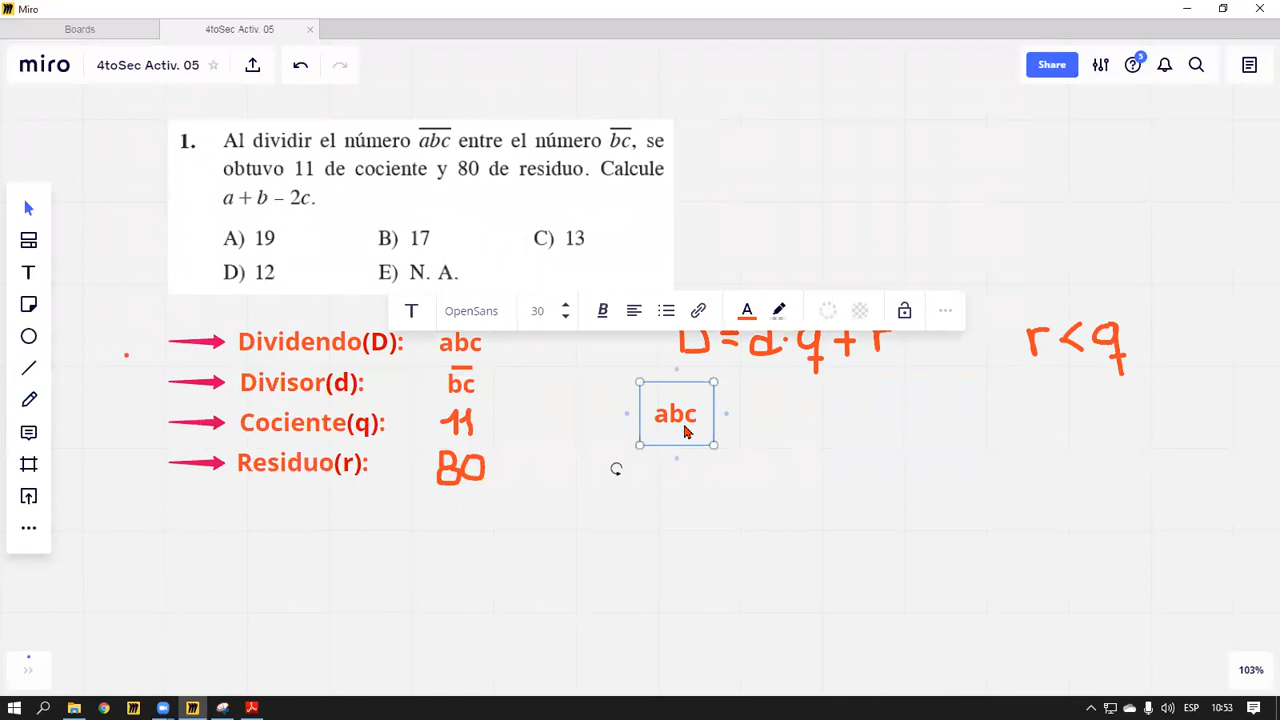 Miro
Boards
4toSec Activ. 05
miro
4toSec Activ. 05
Share
5
1. Al dividir el número abc entre el número bc, se
obtuvo 11 de cociente y 80 de residuo. Calcule
a + b – 2c.
A) 19 B) 17 C) 13
D) 12 E) N. A.
OpenSans 30 B A
Dividendo(D): abc
D = d·q + r
r < q
Divisor(d): bc
abc
Cociente(q): 11
Residuo(r): 80
103%
ESP 10:53